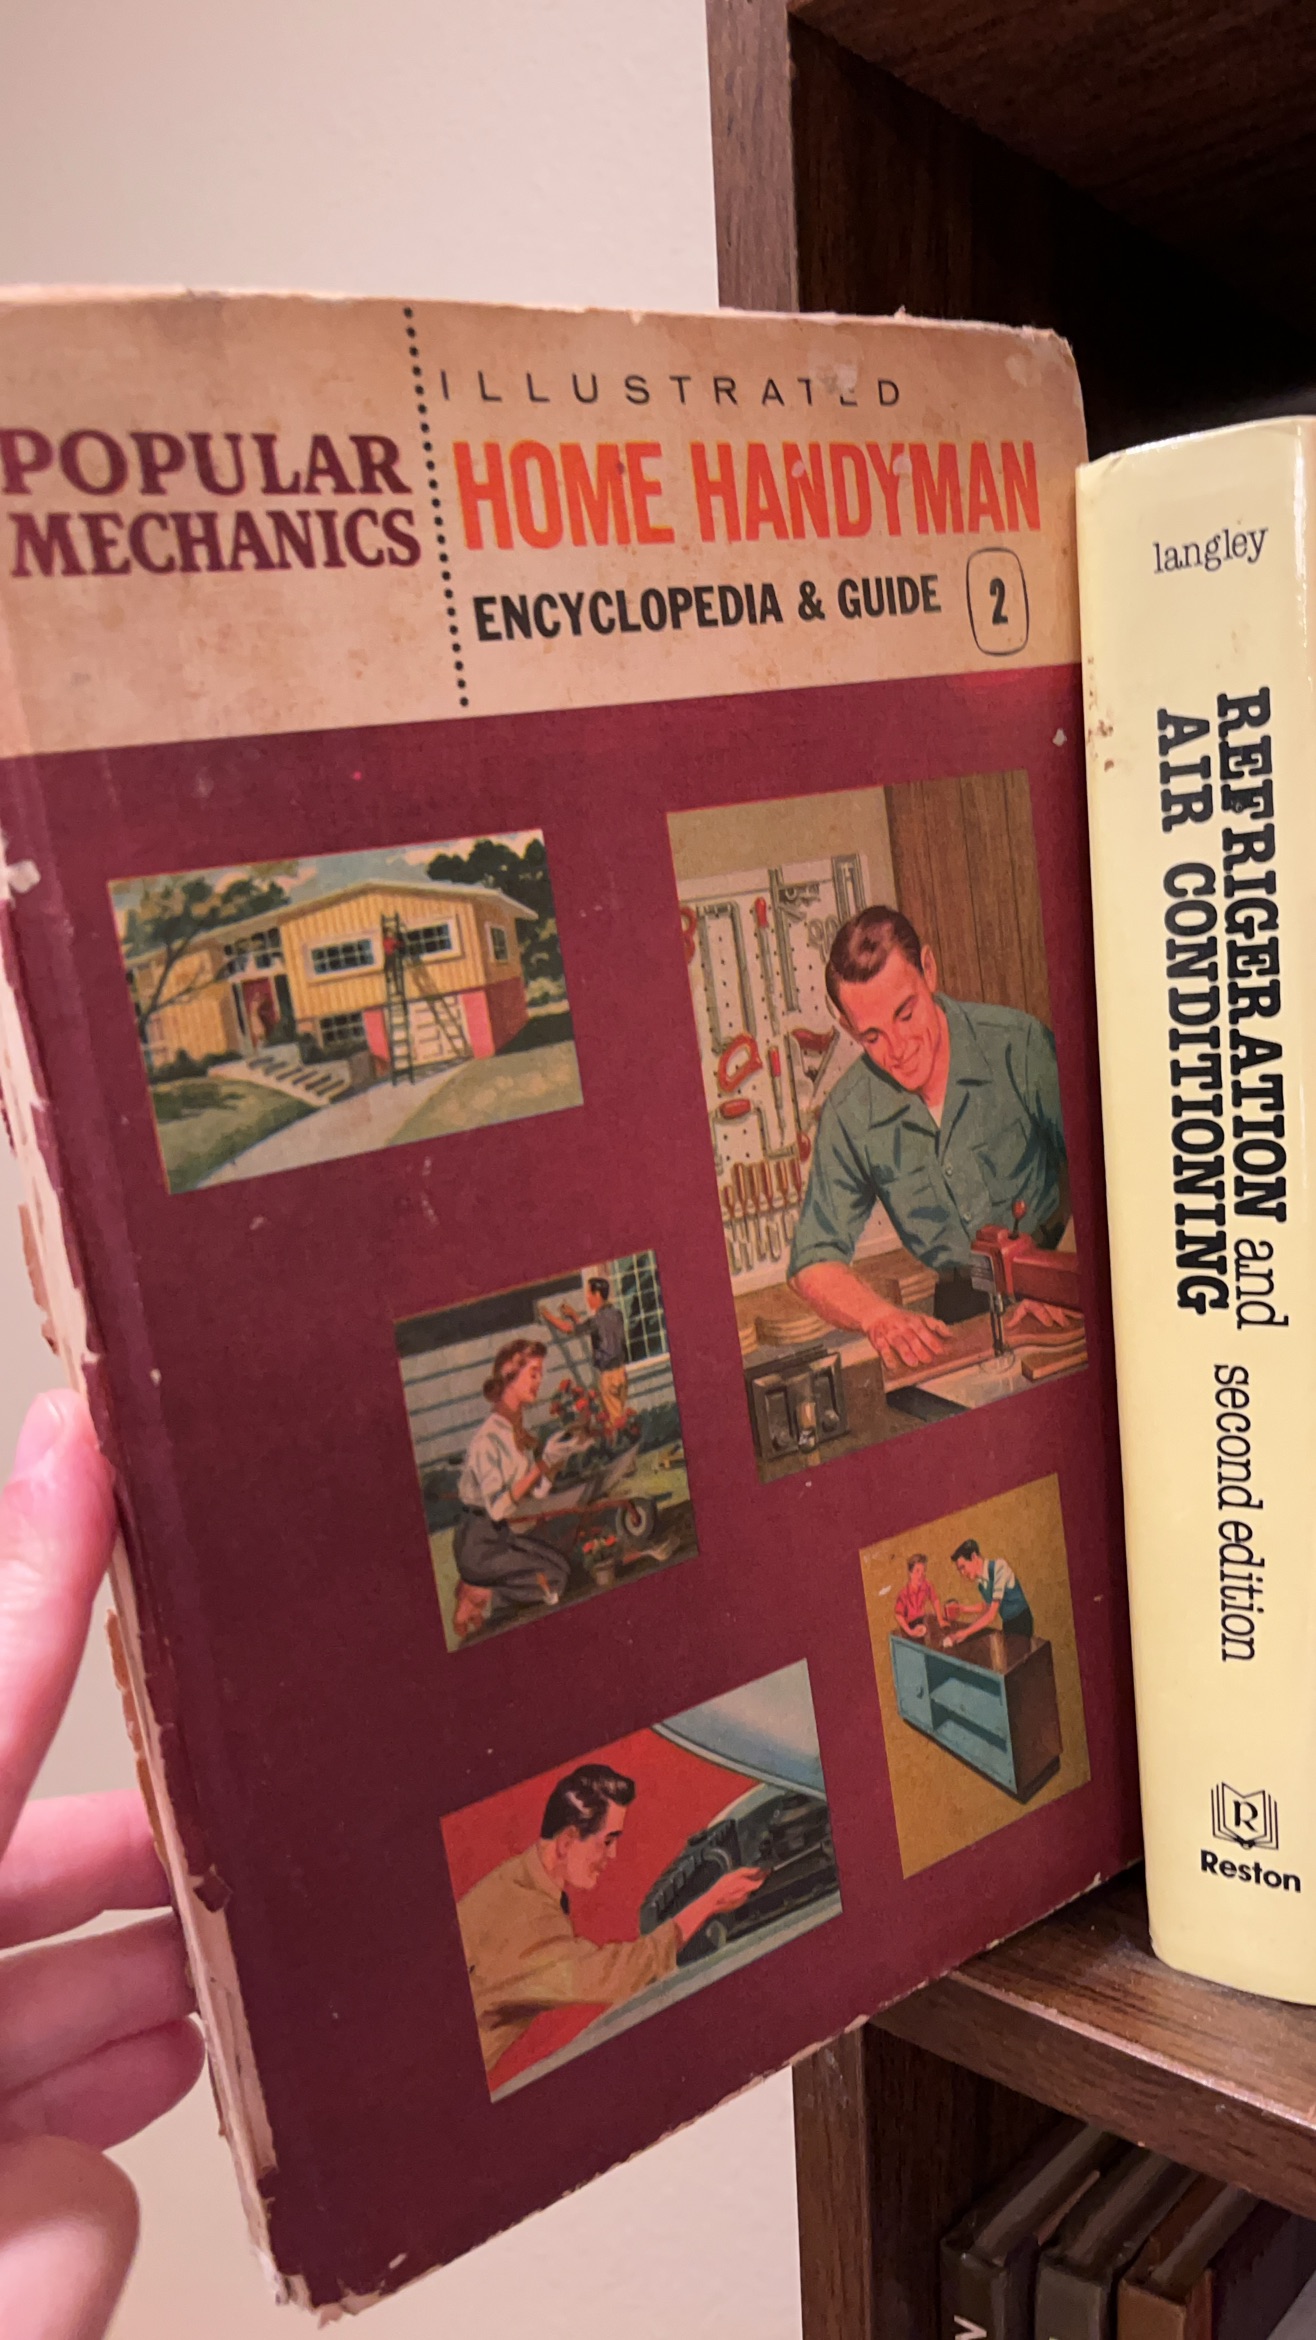 ILLUSTRATED
POPULAR
MECHANICS
HOME HANDYMAN
ENCYCLOPEDIA & GUIDE 2
langley
REFRIGERATION and
AIR CONDITIONING
second edition
R
Reston